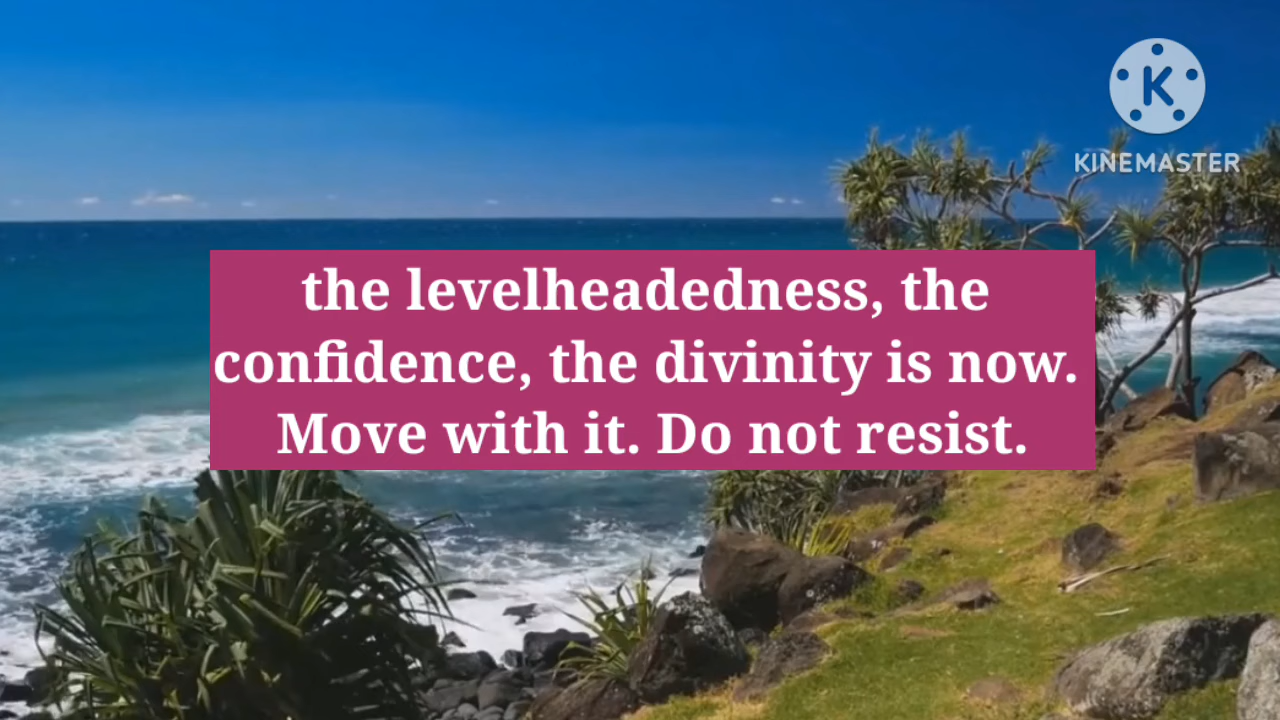 KINEMASTER
the levelheadedness, the
confidence, the divinity is now.
Move with it. Do not resist.